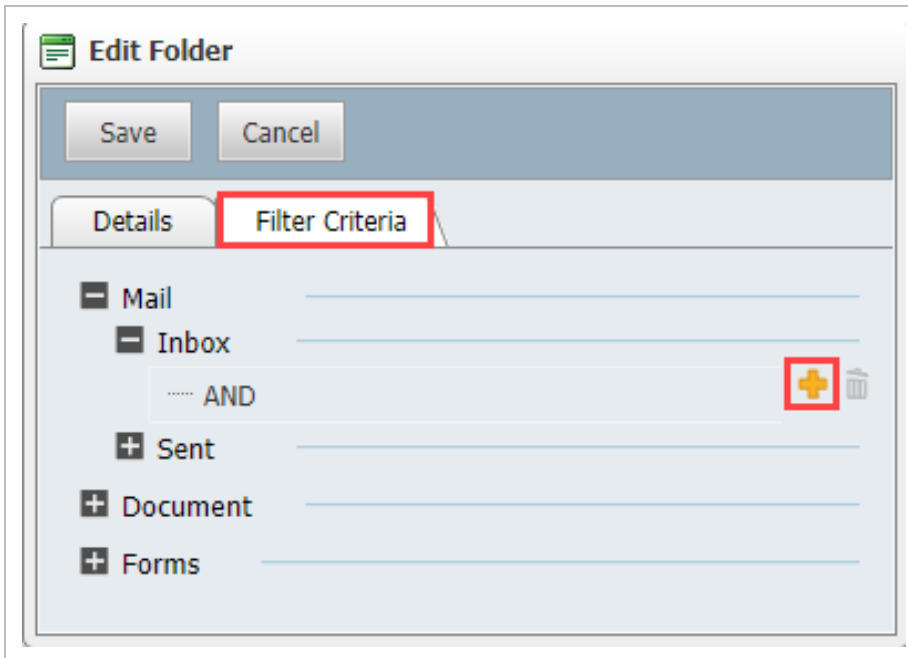 Edit Folder
Save Cancel
Details Filter Criteria
Mail
Inbox
AND
Sent
Document
Forms